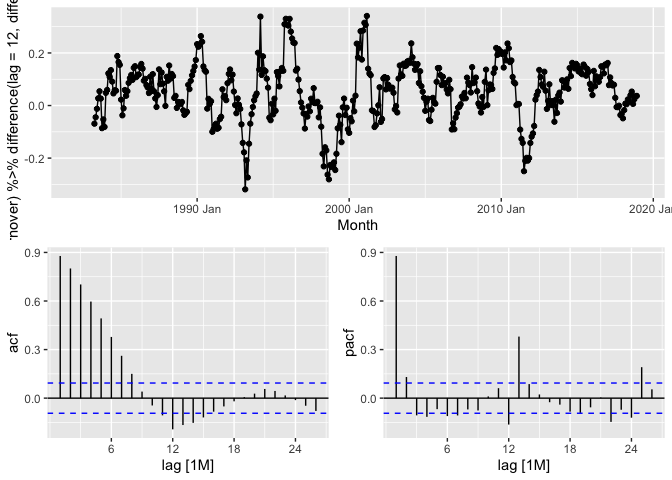 nover) %>% difference(lag = 12, diffe
0.2
0.0
-0.2
1990 Jan
2000 Jan
2010 Jan
2020 Jan
Month
acf
0.9
0.6
0.3
0.0
6
12
18
24
lag [1M]
pacf
0.9
0.6
0.3
0.0
6
12
18
24
lag [1M]